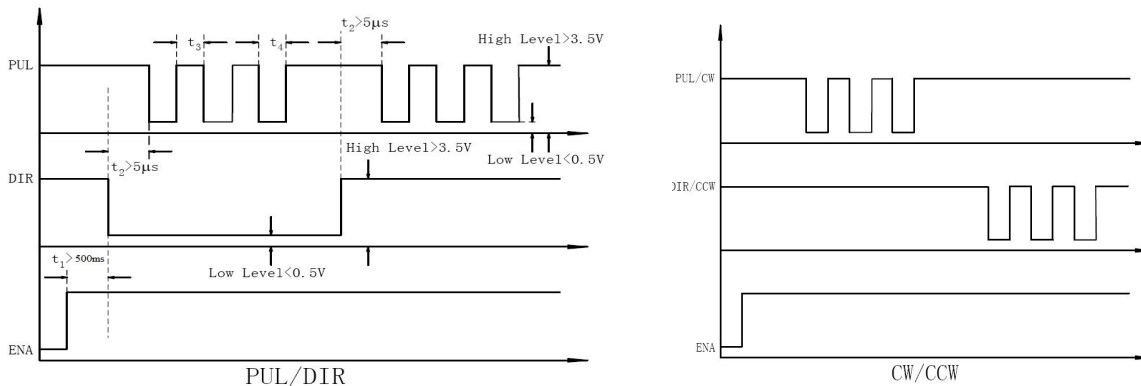 t₂>5μs
High Level>3.5V
t₃
t₄
PUL
High Level>3.5V
Low Level<0.5V
t₂>5μs
DIR
t₁>500ms
Low Level<0.5V
ENA
PUL/DIR
PUL/CW
DIR/CCW
ENA
CW/CCW